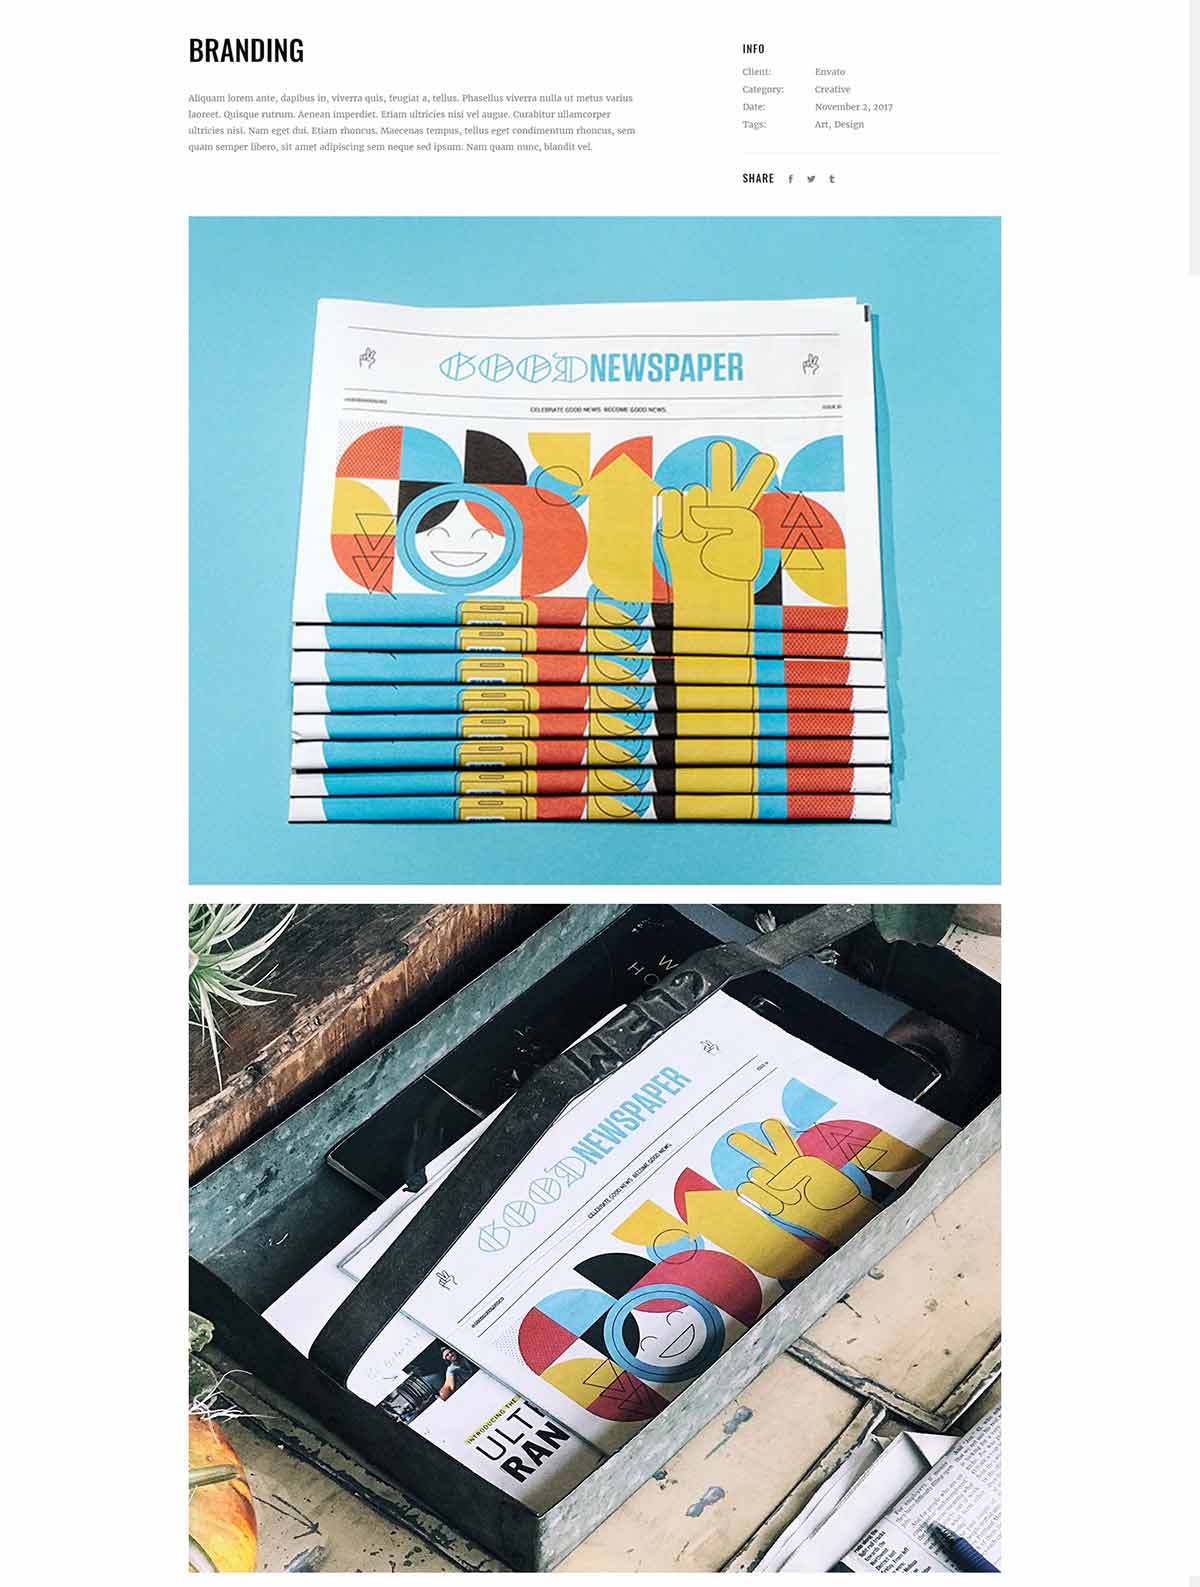 BRANDING
Aliquam lorem ante, dapibus in, viverra quis, feugiat a, tellus. Phasellus viverra nulla ut metus varius
laoreet. Quisque rutrum. Aenean imperdiet. Etiam ultricies nisi vel augue. Curabitur ullamcorper
ultricies nisi. Nam eget dui. Etiam rhoncus. Maecenas tempus, tellus eget condimentum rhoncus, sem
quam semper libero, sit amet adipiscing sem neque sed ipsum. Nam quam nunc, blandit vel.
INFO
Client: Envato
Category: Creative
Date: November 2, 2017
Tags: Art, Design
SHARE
GOOD NEWSPAPER
CELEBRATE GOOD NEWS. BECOME GOOD NEWS.
GOOD NEWSPAPER
CELEBRATE GOOD NEWS. BECOME GOOD NEWS.
INTRODUCING THE
ULT
RAN